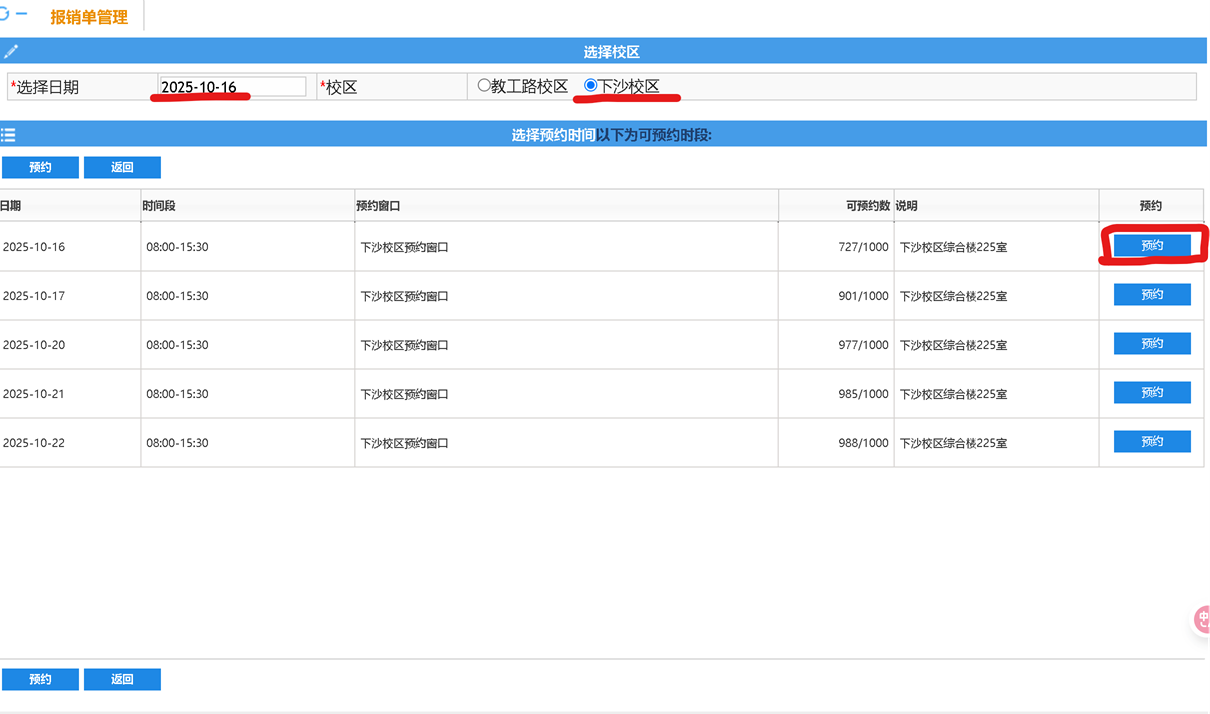 报销单管理
选择校区
*选择日期 2025-10-16 *校区 教工路校区 下沙校区
选择预约时间以下为可预约时段:
预约 返回
日期 时间段 预约窗口 可预约数 说明 预约
2025-10-16 08:00-15:30 下沙校区预约窗口 727/1000 下沙校区综合楼225室 预约
2025-10-17 08:00-15:30 下沙校区预约窗口 901/1000 下沙校区综合楼225室 预约
2025-10-20 08:00-15:30 下沙校区预约窗口 977/1000 下沙校区综合楼225室 预约
2025-10-21 08:00-15:30 下沙校区预约窗口 985/1000 下沙校区综合楼225室 预约
2025-10-22 08:00-15:30 下沙校区预约窗口 988/1000 下沙校区综合楼225室 预约
中
预约 返回